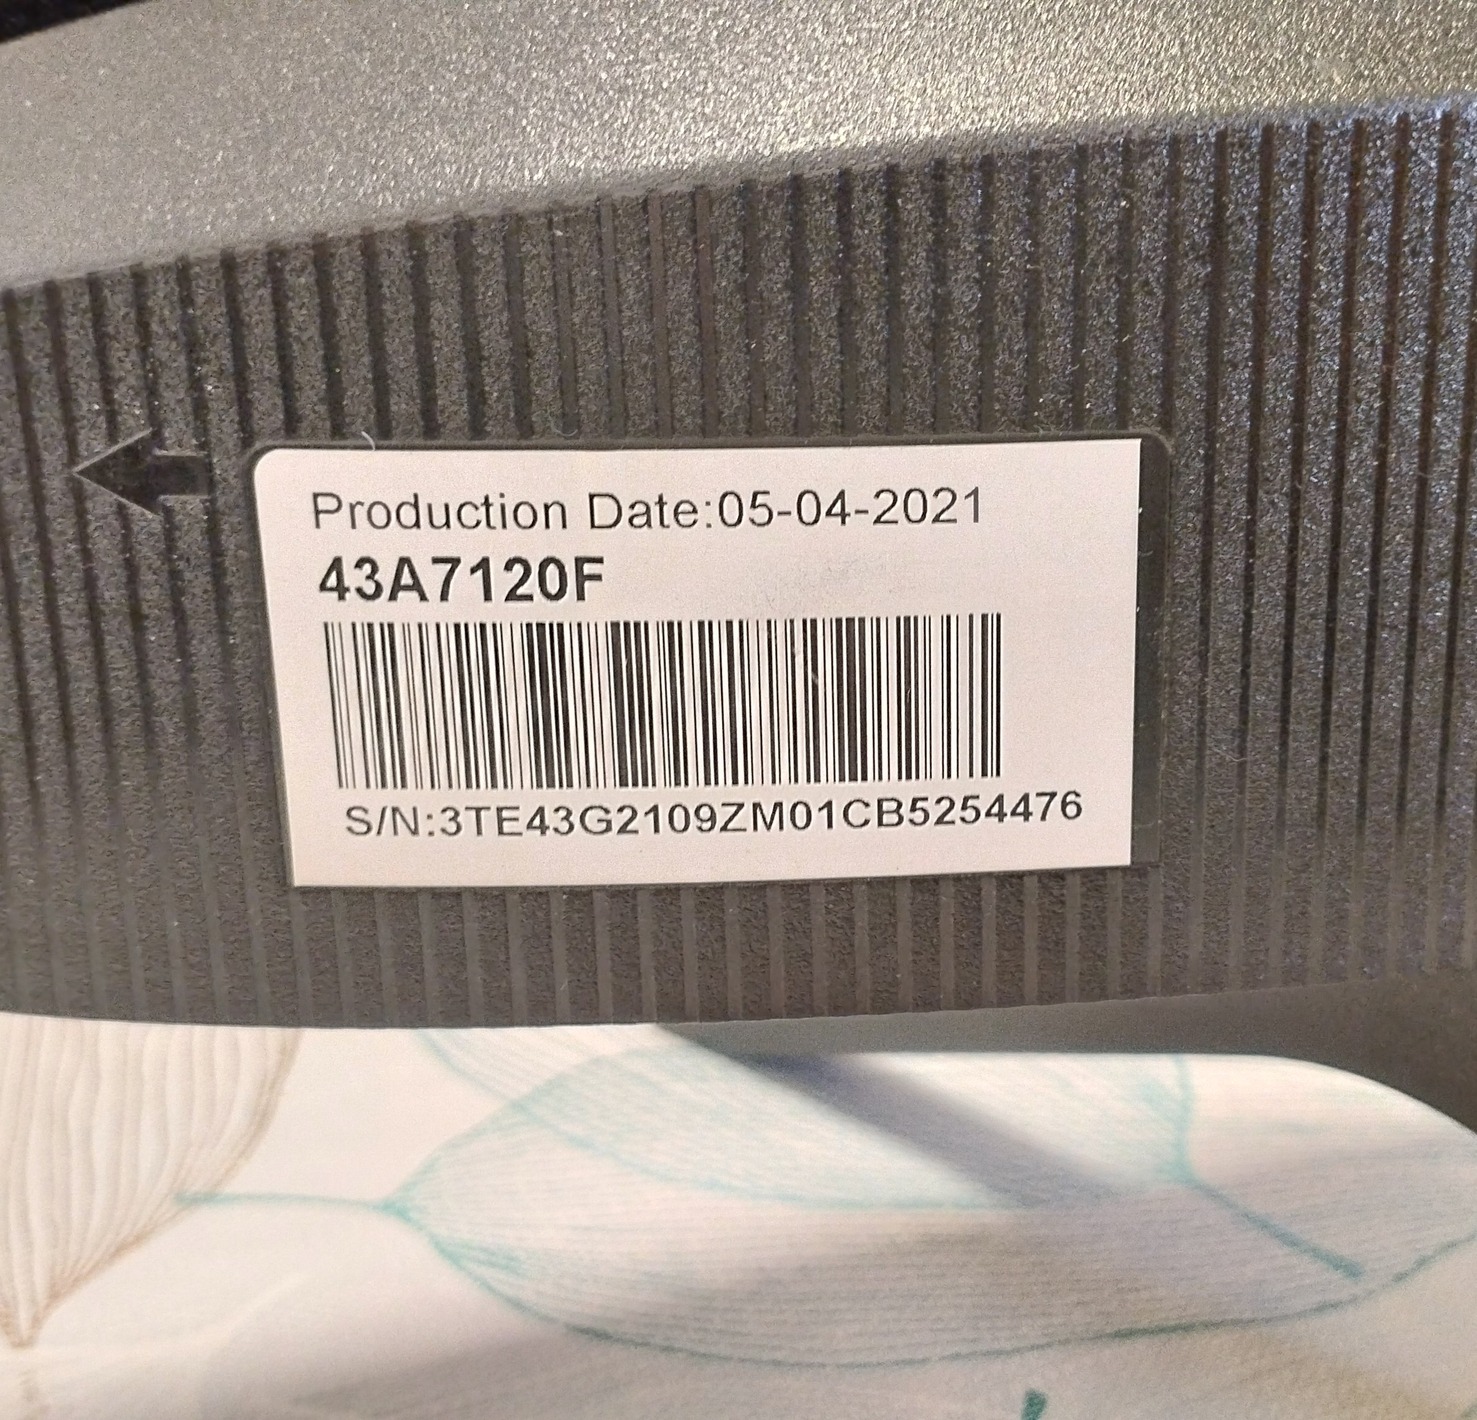 Production Date:05-04-2021
43A7120F
S/N:3TE43G2109ZM01CB5254476